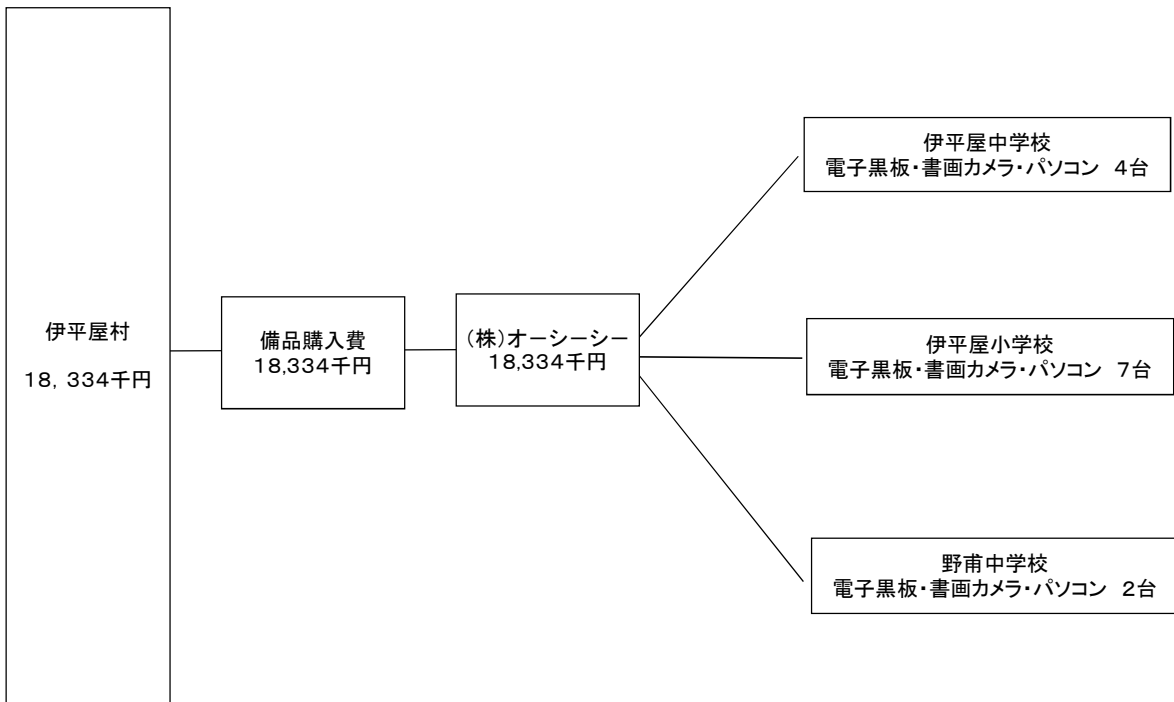 伊平屋村
18，334千円
備品購入費
18,334千円
（株）オーシーシー
18,334千円
伊平屋中学校
電子黒板・書画カメラ・パソコン　4台
伊平屋小学校
電子黒板・書画カメラ・パソコン　7台
野甫中学校
電子黒板・書画カメラ・パソコン　2台